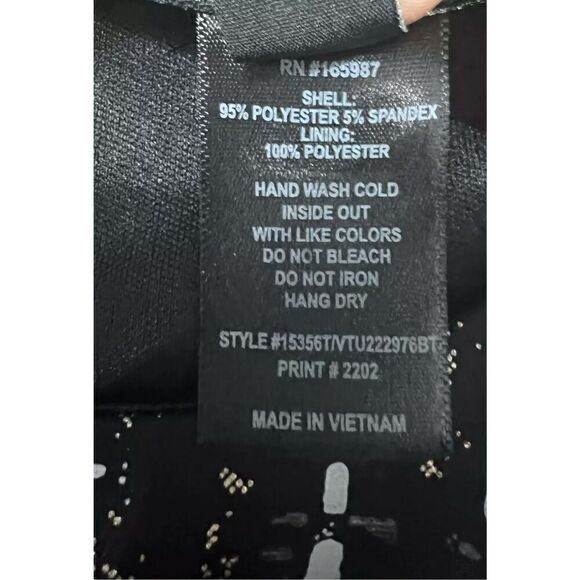 RN #165987
SHELL:
95% POLYESTER 5% SPANDEX
LINING:
100% POLYESTER
HAND WASH COLD
INSIDE OUT
WITH LIKE COLORS
DO NOT BLEACH
DO NOT IRON
HANG DRY
STYLE #15356T/VTU222976BT-
PRINT # 2202
MADE IN VIETNAM